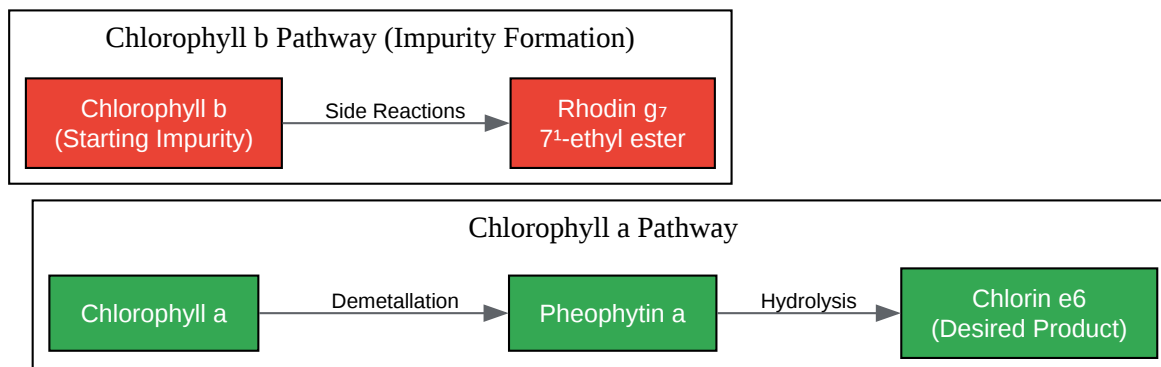 Chlorophyll b Pathway (Impurity Formation)
Chlorophyll b
(Starting Impurity)
Side Reactions
Rhodin g₇
7¹-ethyl ester
Chlorophyll a Pathway
Chlorophyll a
Demetallation
Pheophytin a
Hydrolysis
Chlorin e6
(Desired Product)